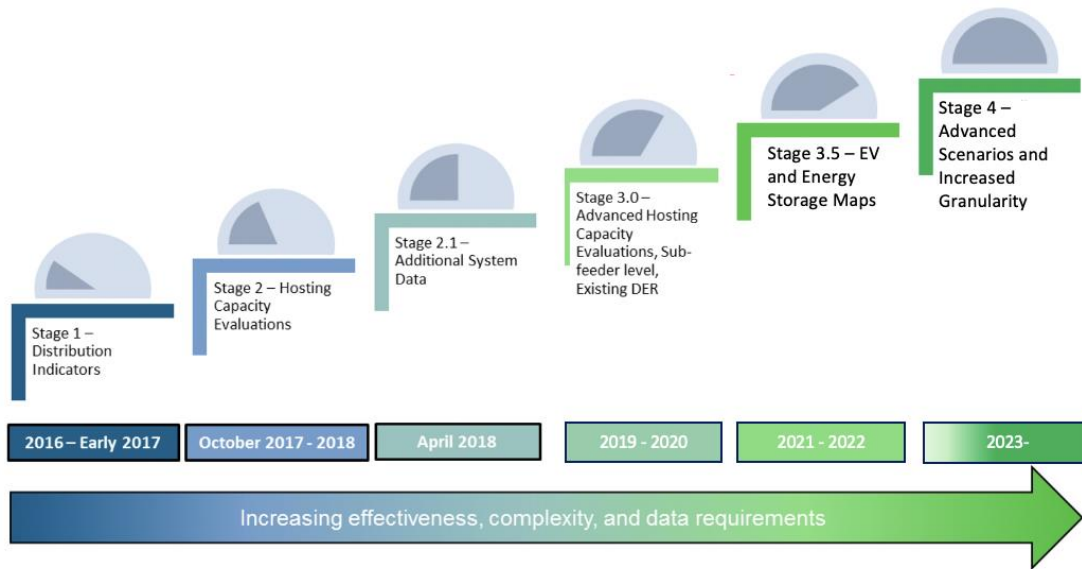 Stage 1 –
Distribution
Indicators
Stage 2 – Hosting
Capacity
Evaluations
Stage 2.1 –
Additional System
Data
Stage 3.0 –
Advanced Hosting
Capacity
Evaluations, Sub-
feeder level,
Existing DER
Stage 3.5 – EV
and Energy
Storage Maps
Stage 4 –
Advanced
Scenarios and
Increased
Granularity
2016 – Early 2017
October 2017 - 2018
April 2018
2019 - 2020
2021 - 2022
2023-
Increasing effectiveness, complexity, and data requirements